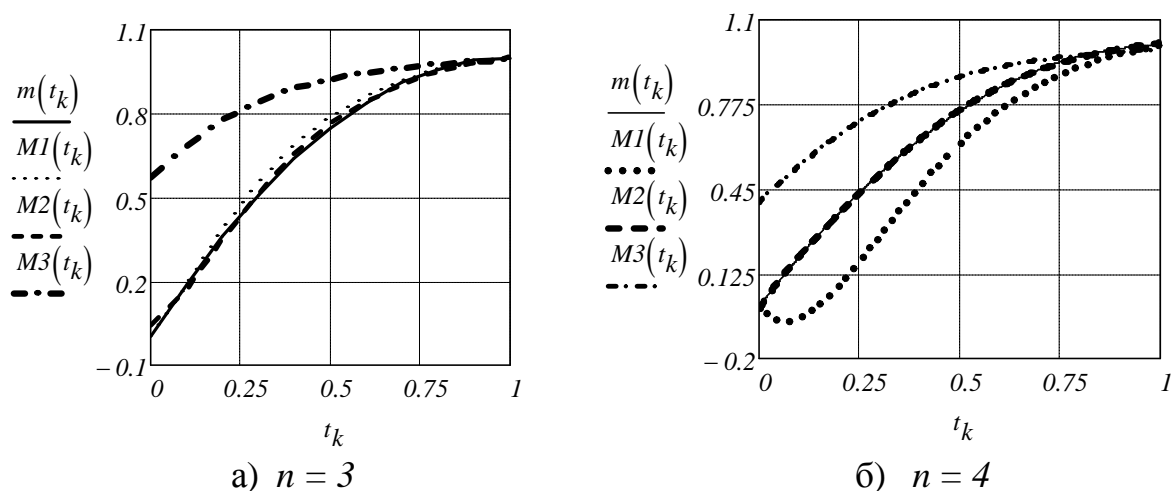 1.1
0.8
0.5
0.2
−0.1
m(t_k)
M1(t_k)
M2(t_k)
M3(t_k)
0 0.25 0.5 0.75 1
t_k
а) n = 3
1.1
0.775
0.45
0.125
−0.2
m(t_k)
M1(t_k)
M2(t_k)
M3(t_k)
0 0.25 0.5 0.75 1
t_k
б) n = 4